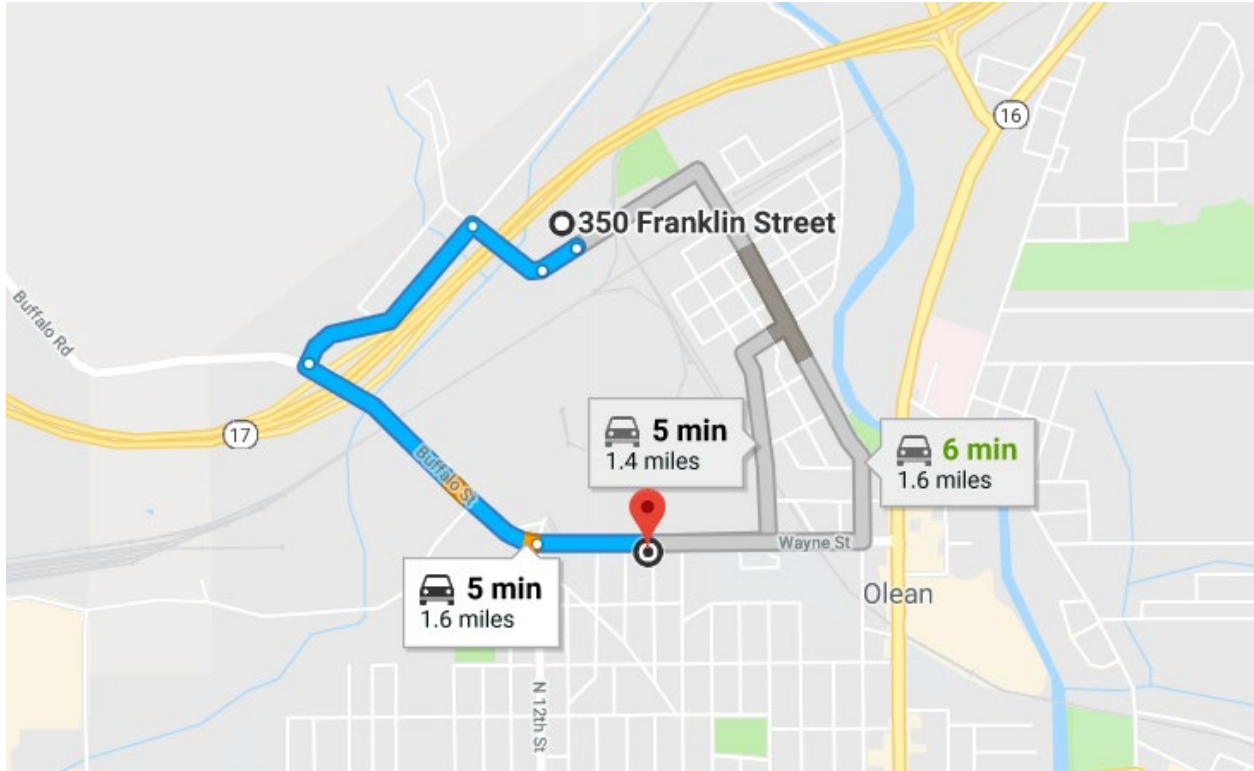 16
350 Franklin Street
Buffalo Rd
17
5 min
1.4 miles
6 min
1.6 miles
Buffalo St
Wayne St
5 min
1.6 miles
Olean
N 12th St